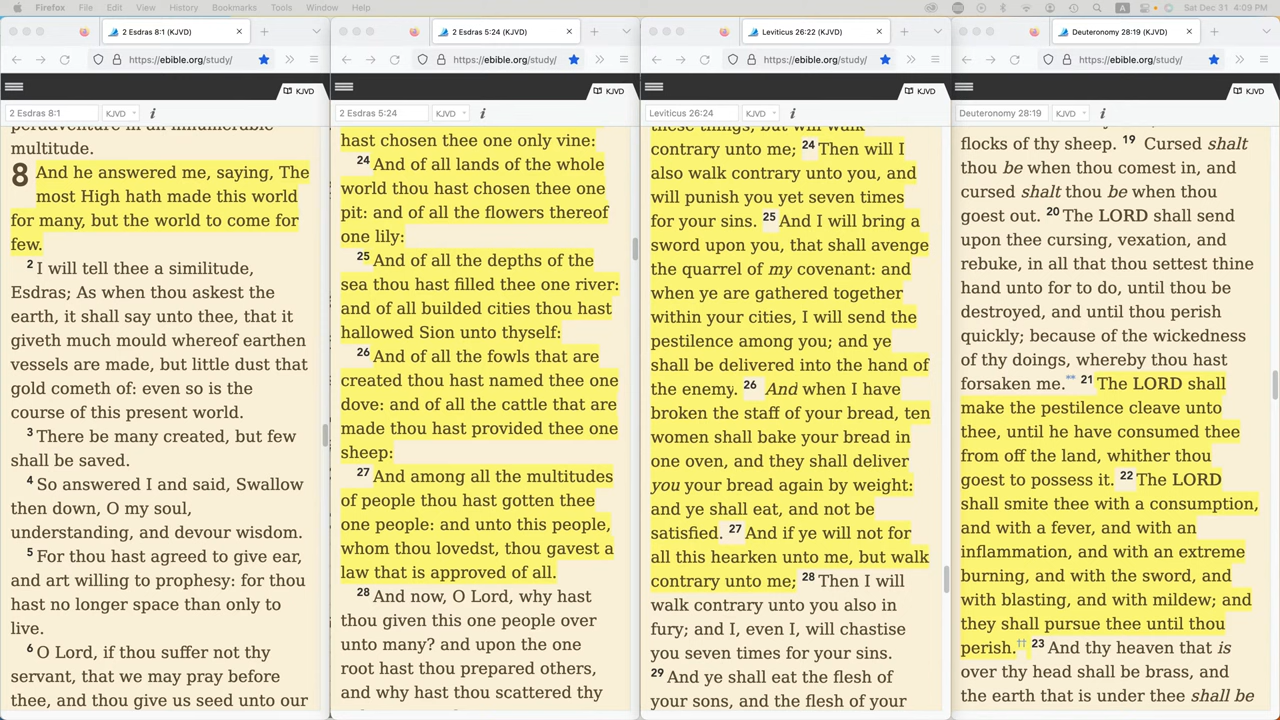 Firefox File Edit View History Bookmarks Tools Window Help
Sat Dec 31 4:09 PM
2 Esdras 8:1 (KJVD)
https://ebible.org/study/
KJVD
2 Esdras 8:1 KJVD i
peradventure in an innumerable
multitude.
8 And he answered me, saying, The
most High hath made this world
for many, but the world to come for
few.
2 I will tell thee a similitude,
Esdras; As when thou askest the
earth, it shall say unto thee, that it
giveth much mould whereof earthen
vessels are made, but little dust that
gold cometh of: even so is the
course of this present world.
3 There be many created, but few
shall be saved.
4 So answered I and said, Swallow
then down, O my soul,
understanding, and devour wisdom.
5 For thou hast agreed to give ear,
and art willing to prophesy: for thou
hast no longer space than only to
live.
6 O Lord, if thou suffer not thy
servant, that we may pray before
thee, and thou give us seed unto our
2 Esdras 5:24 (KJVD)
https://ebible.org/study/
KJVD
2 Esdras 5:24 KJVD i
hast chosen thee one only vine:
24 And of all lands of the whole
world thou hast chosen thee one
pit: and of all the flowers thereof
one lily:
25 And of all the depths of the
sea thou hast filled thee one river:
and of all builded cities thou hast
hallowed Sion unto thyself:
26 And of all the fowls that are
created thou hast named thee one
dove: and of all the cattle that are
made thou hast provided thee one
sheep:
27 And among all the multitudes
of people thou hast gotten thee
one people: and unto this people,
whom thou lovedst, thou gavest a
law that is approved of all.
28 And now, O Lord, why hast
thou given this one people over
unto many? and upon the one
root hast thou prepared others,
and why hast thou scattered thy
Leviticus 26:22 (KJVD)
https://ebible.org/study/
KJVD
Leviticus 26:24 KJVD i
these things, but will walk
contrary unto me; 24 Then will I
also walk contrary unto you, and
will punish you yet seven times
for your sins. 25 And I will bring a
sword upon you, that shall avenge
the quarrel of my covenant: and
when ye are gathered together
within your cities, I will send the
pestilence among you; and ye
shall be delivered into the hand of
the enemy. 26 And when I have
broken the staff of your bread, ten
women shall bake your bread in
one oven, and they shall deliver
you your bread again by weight:
and ye shall eat, and not be
satisfied. 27 And if ye will not for
all this hearken unto me, but walk
contrary unto me; 28 Then I will
walk contrary unto you also in
fury; and I, even I, will chastise
you seven times for your sins.
29 And ye shall eat the flesh of
your sons, and the flesh of your
Deuteronomy 28:19 (KJVD)
https://ebible.org/study/
KJVD
Deuteronomy 28:19 KJVD i
flocks of thy sheep. 19 Cursed shalt
thou be when thou comest in, and
cursed shalt thou be when thou
goest out. 20 The LORD shall send
upon thee cursing, vexation, and
rebuke, in all that thou settest thine
hand unto for to do, until thou be
destroyed, and until thou perish
quickly; because of the wickedness
of thy doings, whereby thou hast
forsaken me.** 21 The LORD shall
make the pestilence cleave unto
thee, until he have consumed thee
from off the land, whither thou
goest to possess it. 22 The LORD
shall smite thee with a consumption,
and with a fever, and with an
inflammation, and with an extreme
burning, and with the sword, and
with blasting, and with mildew; and
they shall pursue thee until thou
perish.†† 23 And thy heaven that is
over thy head shall be brass, and
the earth that is under thee shall be